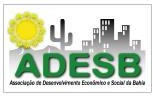 ADESB
Associação de Desenvolvimento Econômico e Social da Bahia